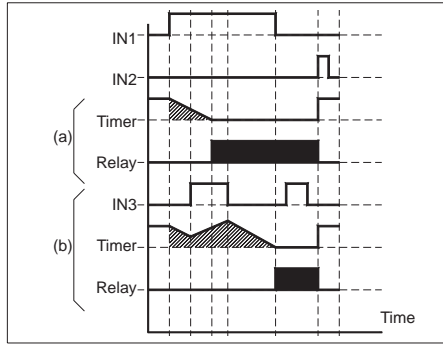 IN1
IN2
(a)
Timer
Relay
IN3
(b)
Timer
Relay
Time